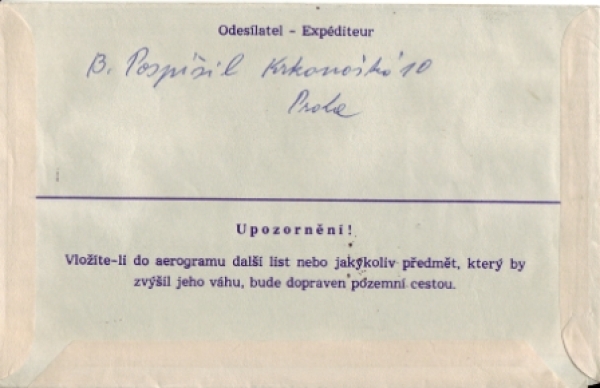 Odesílatel - Expéditeur
B. Pospíšil Krkonošská 10
Praha
Upozornění!
Vložíte-li do aerogramu další list nebo jakýkoliv předmět, který by
zvýšil jeho váhu, bude dopraven pozemní cestou.